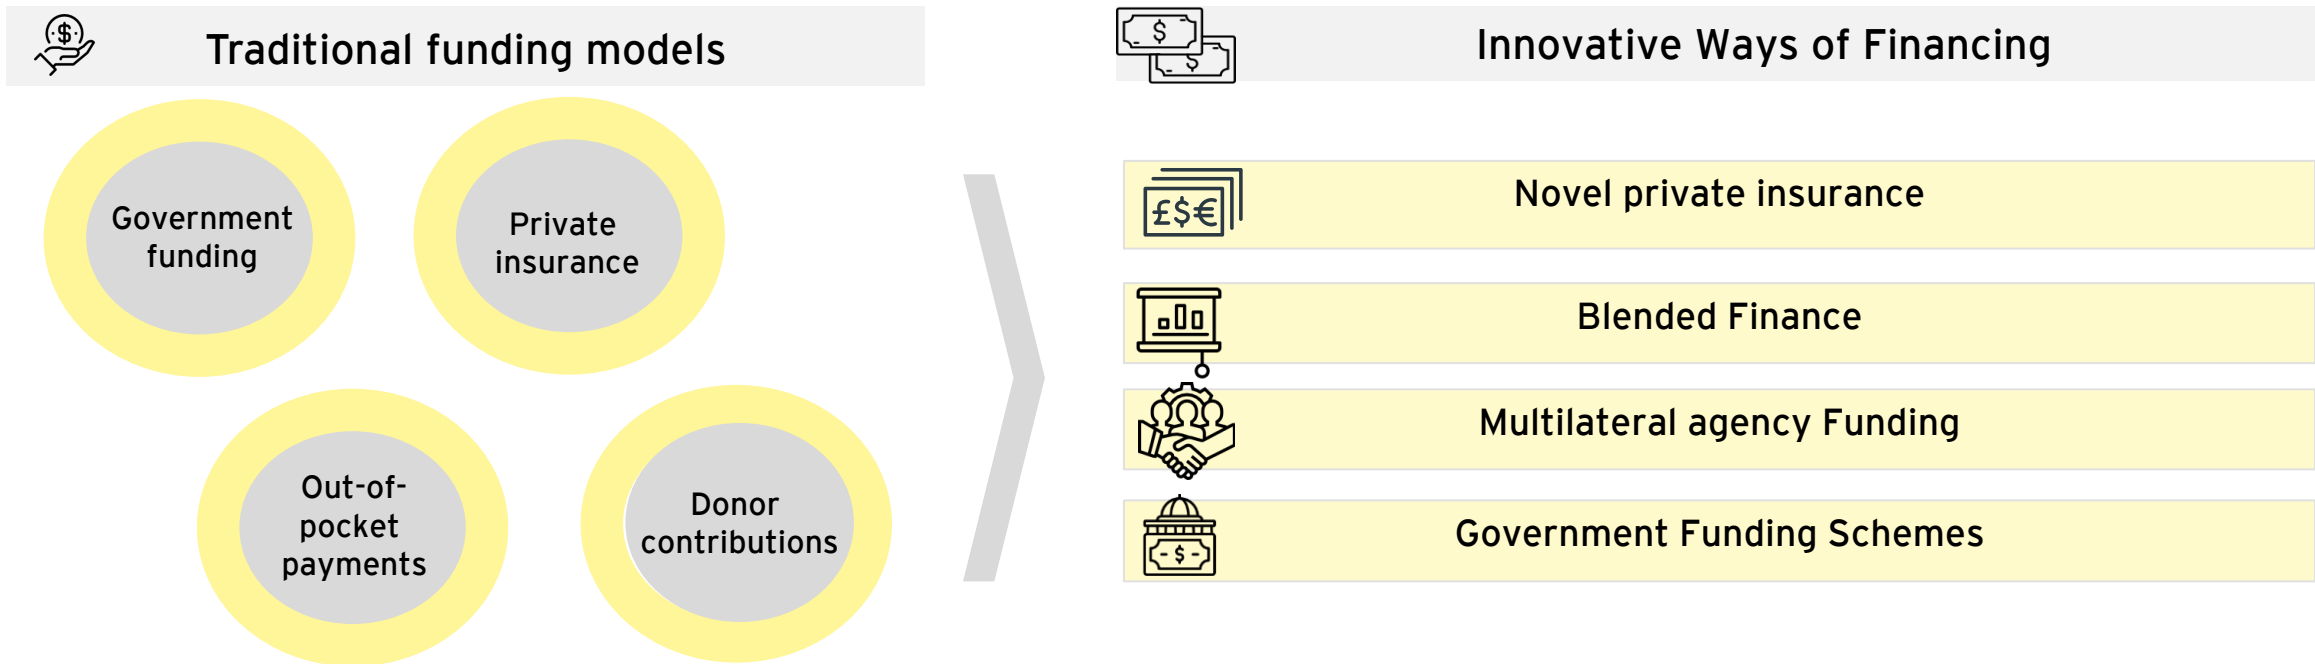 Traditional funding models
Government
funding
Private
insurance
Out-of-
pocket
payments
Donor
contributions
Innovative Ways of Financing
£$€
Novel private insurance
Blended Finance
Multilateral agency Funding
Government Funding Schemes